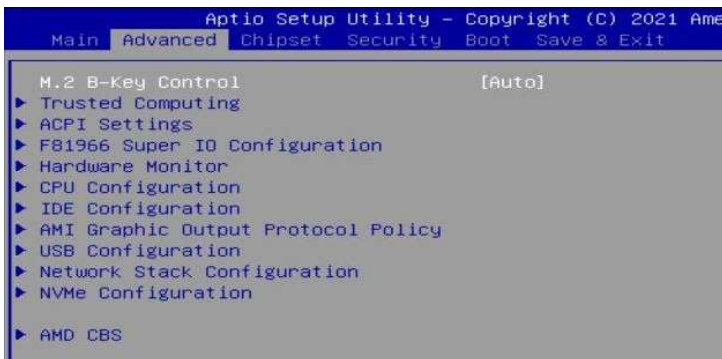 Aptio Setup Utility – Copyright (C) 2021 Ame
Main Advanced Chipset Security Boot Save & Exit
M.2 B-Key Control [Auto]
Trusted Computing
ACPI Settings
F81966 Super IO Configuration
Hardware Monitor
CPU Configuration
IDE Configuration
AMI Graphic Output Protocol Policy
USB Configuration
Network Stack Configuration
NVMe Configuration
AMD CBS